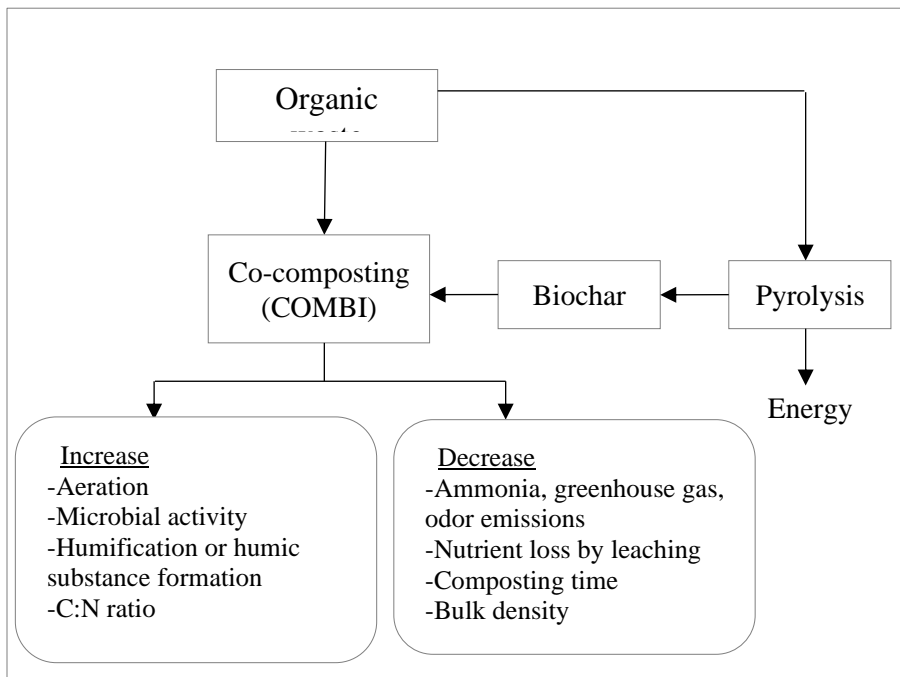 Organic
Co-composting
(COMBI)
Biochar
Pyrolysis
Energy
Increase
-Aeration
-Microbial activity
-Humification or humic
substance formation
-C:N ratio
Decrease
-Ammonia, greenhouse gas,
odor emissions
-Nutrient loss by leaching
-Composting time
-Bulk density